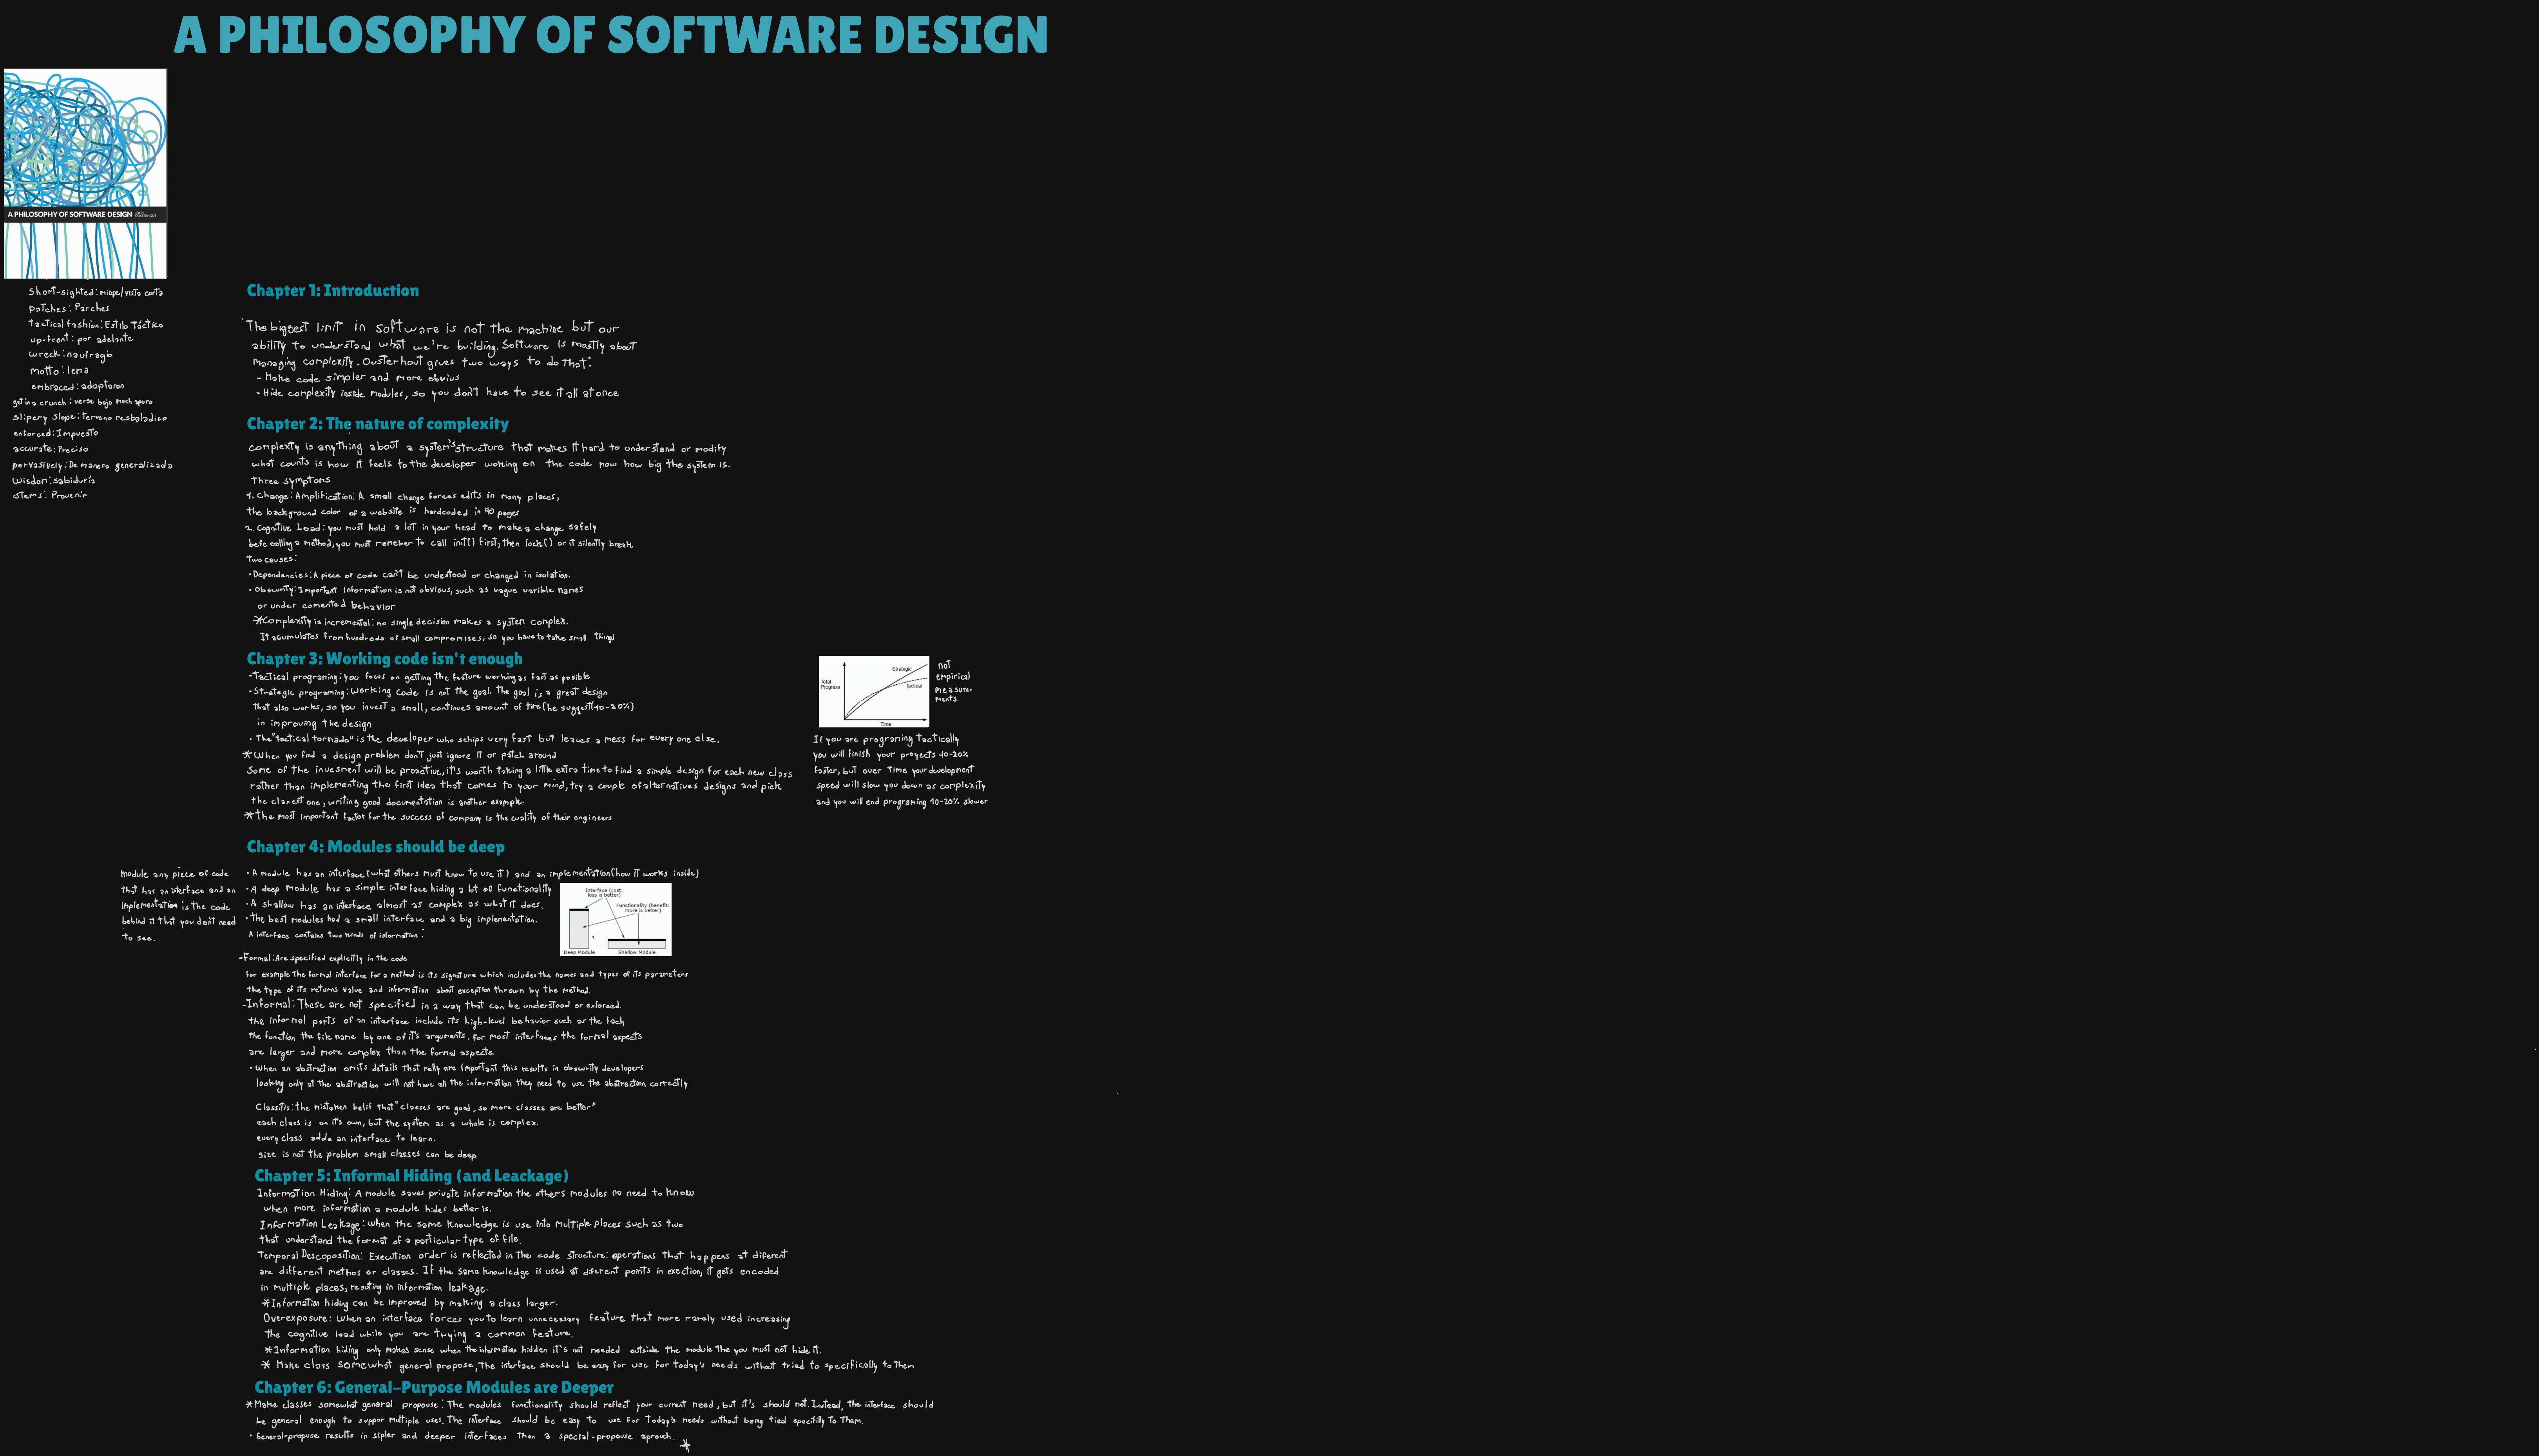 A PHILOSOPHY OF SOFTWARE DESIGN
A PHILOSOPHY OF SOFTWARE DESIGN
Short-sighted: miope/vista corta
patches: Parches
tactical fashion: Estilo Táctico
up-front: por adelante
wreck: naufragio
motto: lema
embraced: adoptaron
get in a crunch: verse bajo much apuro
slipery slope: terreno resbaladizo
enforced: Impuesto
accurate: Preciso
pervasively: De manera generalizada
wisdom: sabiduría
stems: Provenir
Chapter 1: Introduction
The biggest limit in software is not the machine but our
ability to understand what we're building. Software is mostly about
managing complexity. Ousterhout gives two ways to do that:
- Make code simpler and more obvius
- Hide complexity inside modules, so you don't have to see it all at once
Chapter 2: The nature of complexity
complexity is anything about a system's structure that makes it hard to understand or modify
what counts is how it feels to the developer woking on the code now how big the system is.
three symptoms
1. Change: Amplification: A small change forces edits in many places,
the background color of a website is hardcoded in 40 pages
2. Cognitive Load: you must hold a lot in your head to make a change safely
befe calling a method, you must remeber to call init() first, then lock() or it silently break
two causes:
• Dependencies: A piece of code can't be undestood or changed in isolation.
• Obscurity: Important Information is not obvious, such as vague varible names
or under comented behavior
*Complexity is incremental: no single decision makes a system complex.
It acumulates from hundreds of small compromises, so you have to take small things
Chapter 3: Working code isn't enough
-Tactical programing: you focus on getting the feature working as fast as posible
-Strategic programing: working code is not the goal. the goal is a great design
that also works, so you invest a small, continues amount of time (he suggest 10-20%)
in improving the design
• The "tactical tornado" is the developer who schips very fast but leaves a mess for every one else.
* When you find a design problem don't just ignore it or patch around
some of the invesment will be proactive, it's worth taking a little extra time to find a simple design for each new class
rather than implementing the first idea that comes to your mind, try a couple of alternatives designs and pick
the clanest one, writing good documentation is another example.
* the most important factor for the success of company is the cuality of their engineers
Total Progress
Strategic
Tactical
Time
not
empirical
measure-
ments
If you are programing tactically
you will finish your proyects 10-20%
faster, but over time your development
speed will slow you down as complexity
and you will end programing 10-20% slower
Chapter 4: Modules should be deep
module any piece of code
that has an interface and an
Implementation is the code
behind it that you don't need
to see.
• A module has an interface (what others must know to use it) and an implementation (how it works inside)
• A deep module has a simple interface hiding a lot of functionality
• A shallow has an interface almost as complex as what it does.
• the best modules had a small interface and a big implementation.
A interface contains two kinds of information:
Interface (cost:
less is better)
Functionality (benefit:
more is better)
Deep Module
Shallow Module
-Formal: Are specified explicitly in the code
for example the formal interface for a method is its signature which includes the names and types of its parameters
the type of its returns value and information about exception thrown by the method.
-Informal: These are not specified in a way that can be understood or enforced.
the informal parts of an interface include its high-level behavior such as the fach
the function the file name by one of it's arguments. For most interfaces the formal aspects
are larger and more complex than the formal aspects
• when an abstraction omits details that rally are important this results in obscurity developers
looking only at the abstraction will not have all the information they need to use the abstraction correctly
Classitis: the mistaken belif that "classes are good, so more classes are better"
each class is on it's own, but the system as a whole is complex.
every class adds an interface to learn.
size is not the problem small classes can be deep
Chapter 5: Informal Hiding (and Leackage)
Information Hiding: A module saves private information the others modules no need to know
when more information a module hides better is.
Information Leakage: when the same knowledge is use into multiple places such as two
that understand the format of a particular type of file.
temporal Descoposition: Execution order is reflected in the code structure: operations that happens at diferent
are different methos or classes. If the same knowledge is used at diferent points in exection, it gets encoded
in multiple places, resuting in information leakage.
*Information hiding can be improved by making a class larger.
Overexposure: when an interface forces you to learn unnecessary feature that more rarely used increasing
the cognitive load while you are trying a common feature.
*Information hiding only makes sense when the information hidden it's not needed outside the module the you must not hide it.
* Make class somewhat general propose, The interface should be easy for use for today's needs without tried to specifically to them
Chapter 6: General-Purpose Modules are Deeper
*Make classes somewhat general propouse: The modules functionality should reflect your current need, but it's should not. Instead, the interface should
be general enough to suppor multiple uses. The interface should be easy to use for Today's needs without being tied specifilly to them.
• General-propuse results in sipler and deeper interfaces than a special-propouse aprouch.